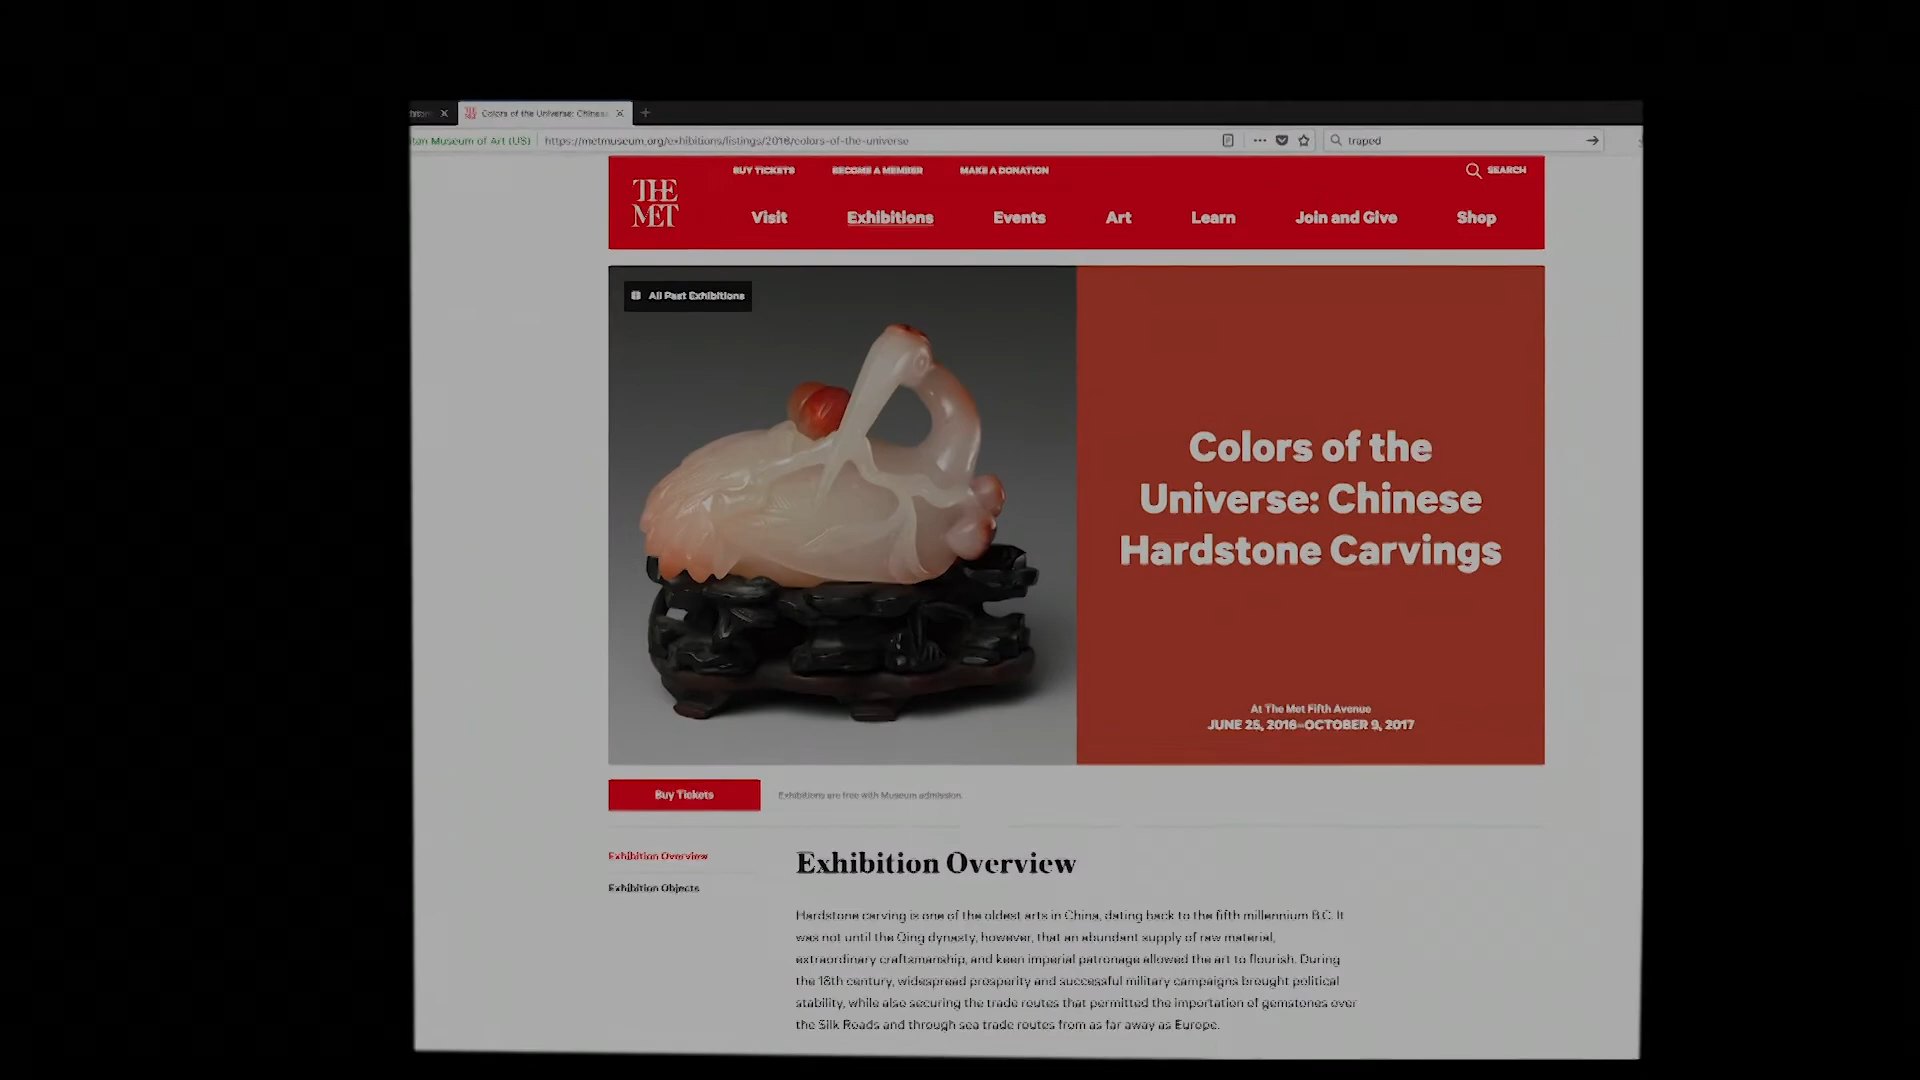 Colors of the Universe: Chinese
tan Museum of Art (US)
https://metmuseum.org/exhibitions/listings/2016/colors-of-the-universe
traped
BUY TICKETS
BECOME A MEMBER
MAKE A DONATION
SEARCH
THE
MET
Visit
Exhibitions
Events
Art
Learn
Join and Give
Shop
All Past Exhibitions
Colors of the
Universe: Chinese
Hardstone Carvings
At The Met Fifth Avenue
JUNE 25, 2016–OCTOBER 9, 2017
Buy Tickets
Exhibitions are free with Museum admission.
Exhibition Overview
Exhibition Objects
Exhibition Overview
Hardstone carving is one of the oldest arts in China, dating back to the fifth millennium B.C. It
was not until the Qing dynasty, however, that an abundant supply of raw material,
extraordinary craftsmanship, and keen imperial patronage allowed the art to flourish. During
the 18th century, widespread prosperity and successful military campaigns brought political
stability, while also securing the trade routes that permitted the importation of gemstones over
the Silk Roads and through sea trade routes from as far away as Europe.